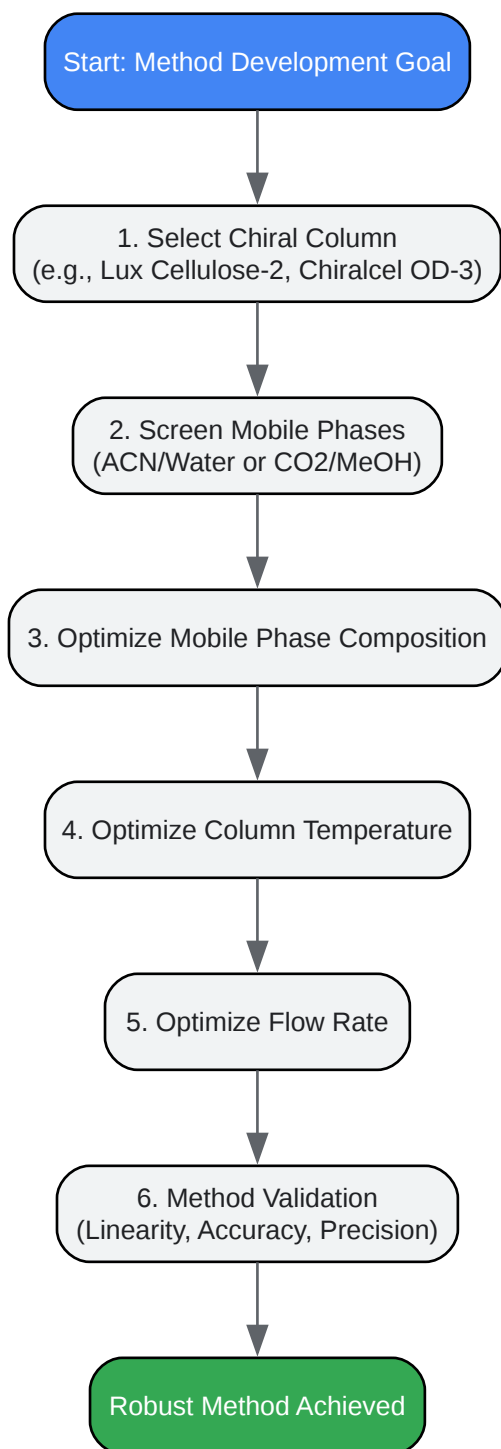 Start: Method Development Goal
1. Select Chiral Column
(e.g., Lux Cellulose-2, Chiralcel OD-3)
2. Screen Mobile Phases
(ACN/Water or CO2/MeOH)
3. Optimize Mobile Phase Composition
4. Optimize Column Temperature
5. Optimize Flow Rate
6. Method Validation
(Linearity, Accuracy, Precision)
Robust Method Achieved